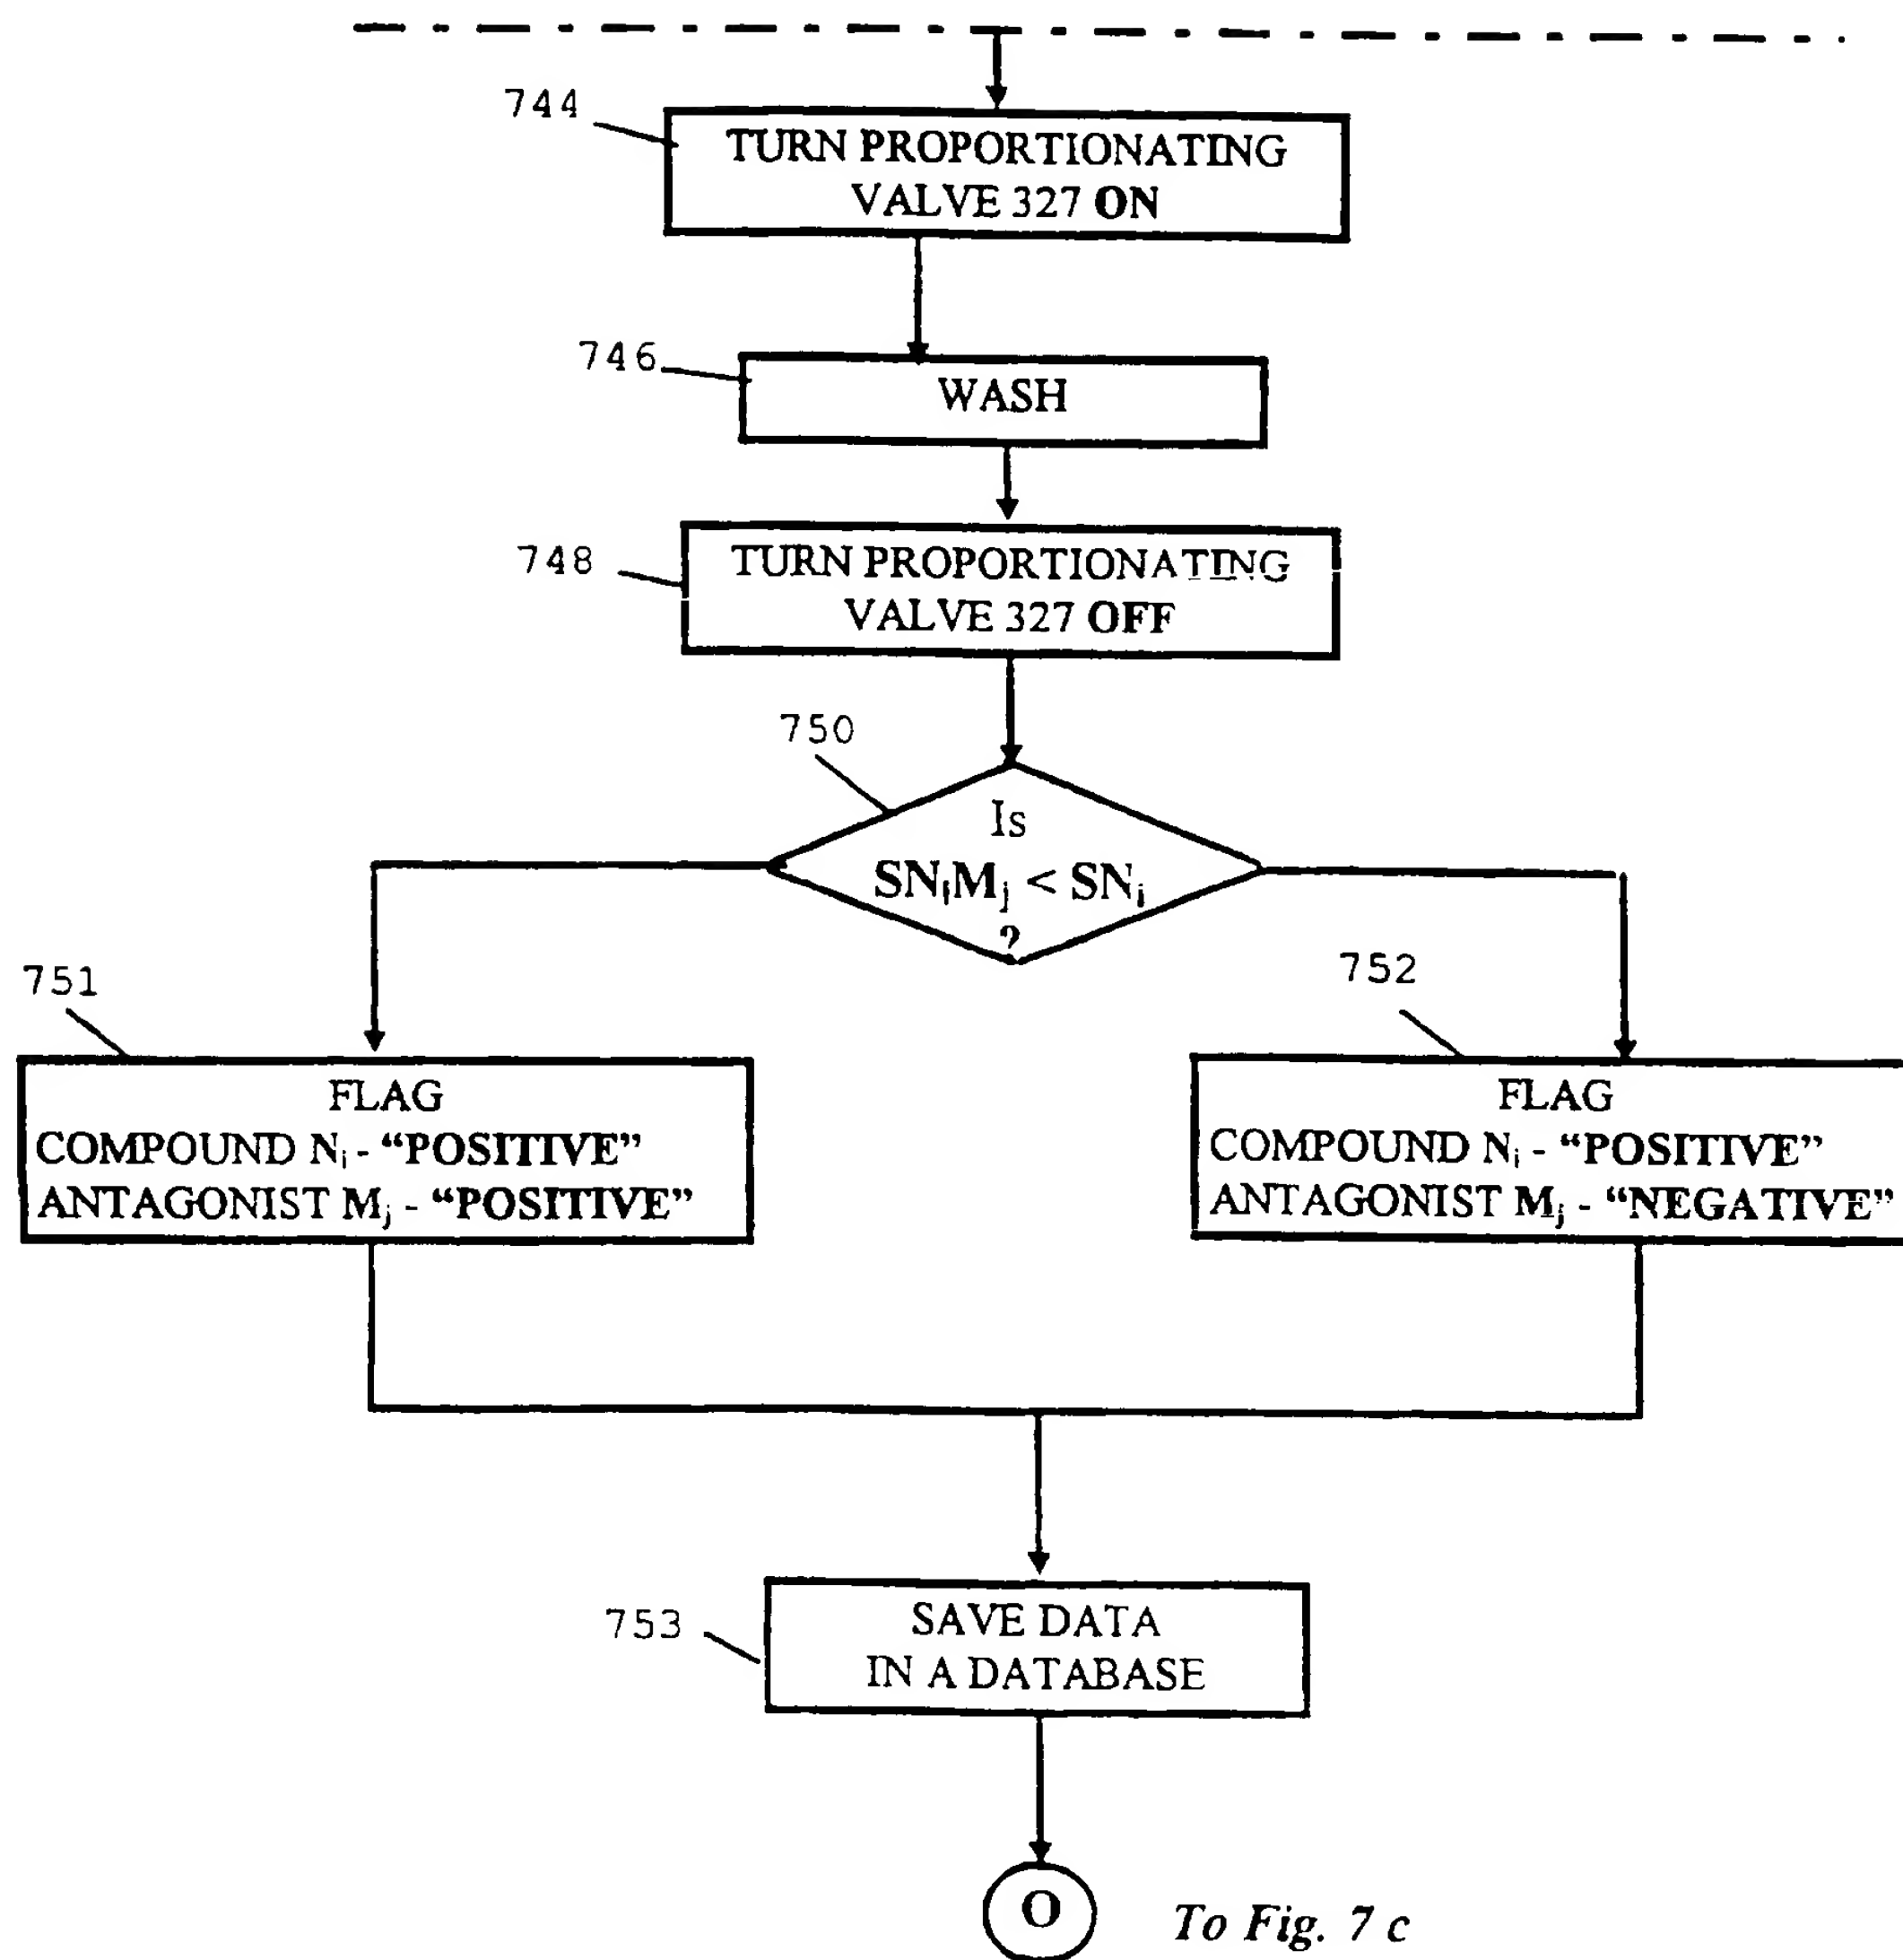 744
TURN PROPORTIONATING
VALVE 327 ON
746
WASH
748
TURN PROPORTIONATING
VALVE 327 OFF
750
Is
SNᵢMⱼ < SNᵢ
?
751
FLAG
COMPOUND Nᵢ - “POSITIVE”
ANTAGONIST Mⱼ - “POSITIVE”
752
FLAG
COMPOUND Nᵢ - “POSITIVE”
ANTAGONIST Mⱼ - “NEGATIVE”
753
SAVE DATA
IN A DATABASE
O
To Fig. 7 c